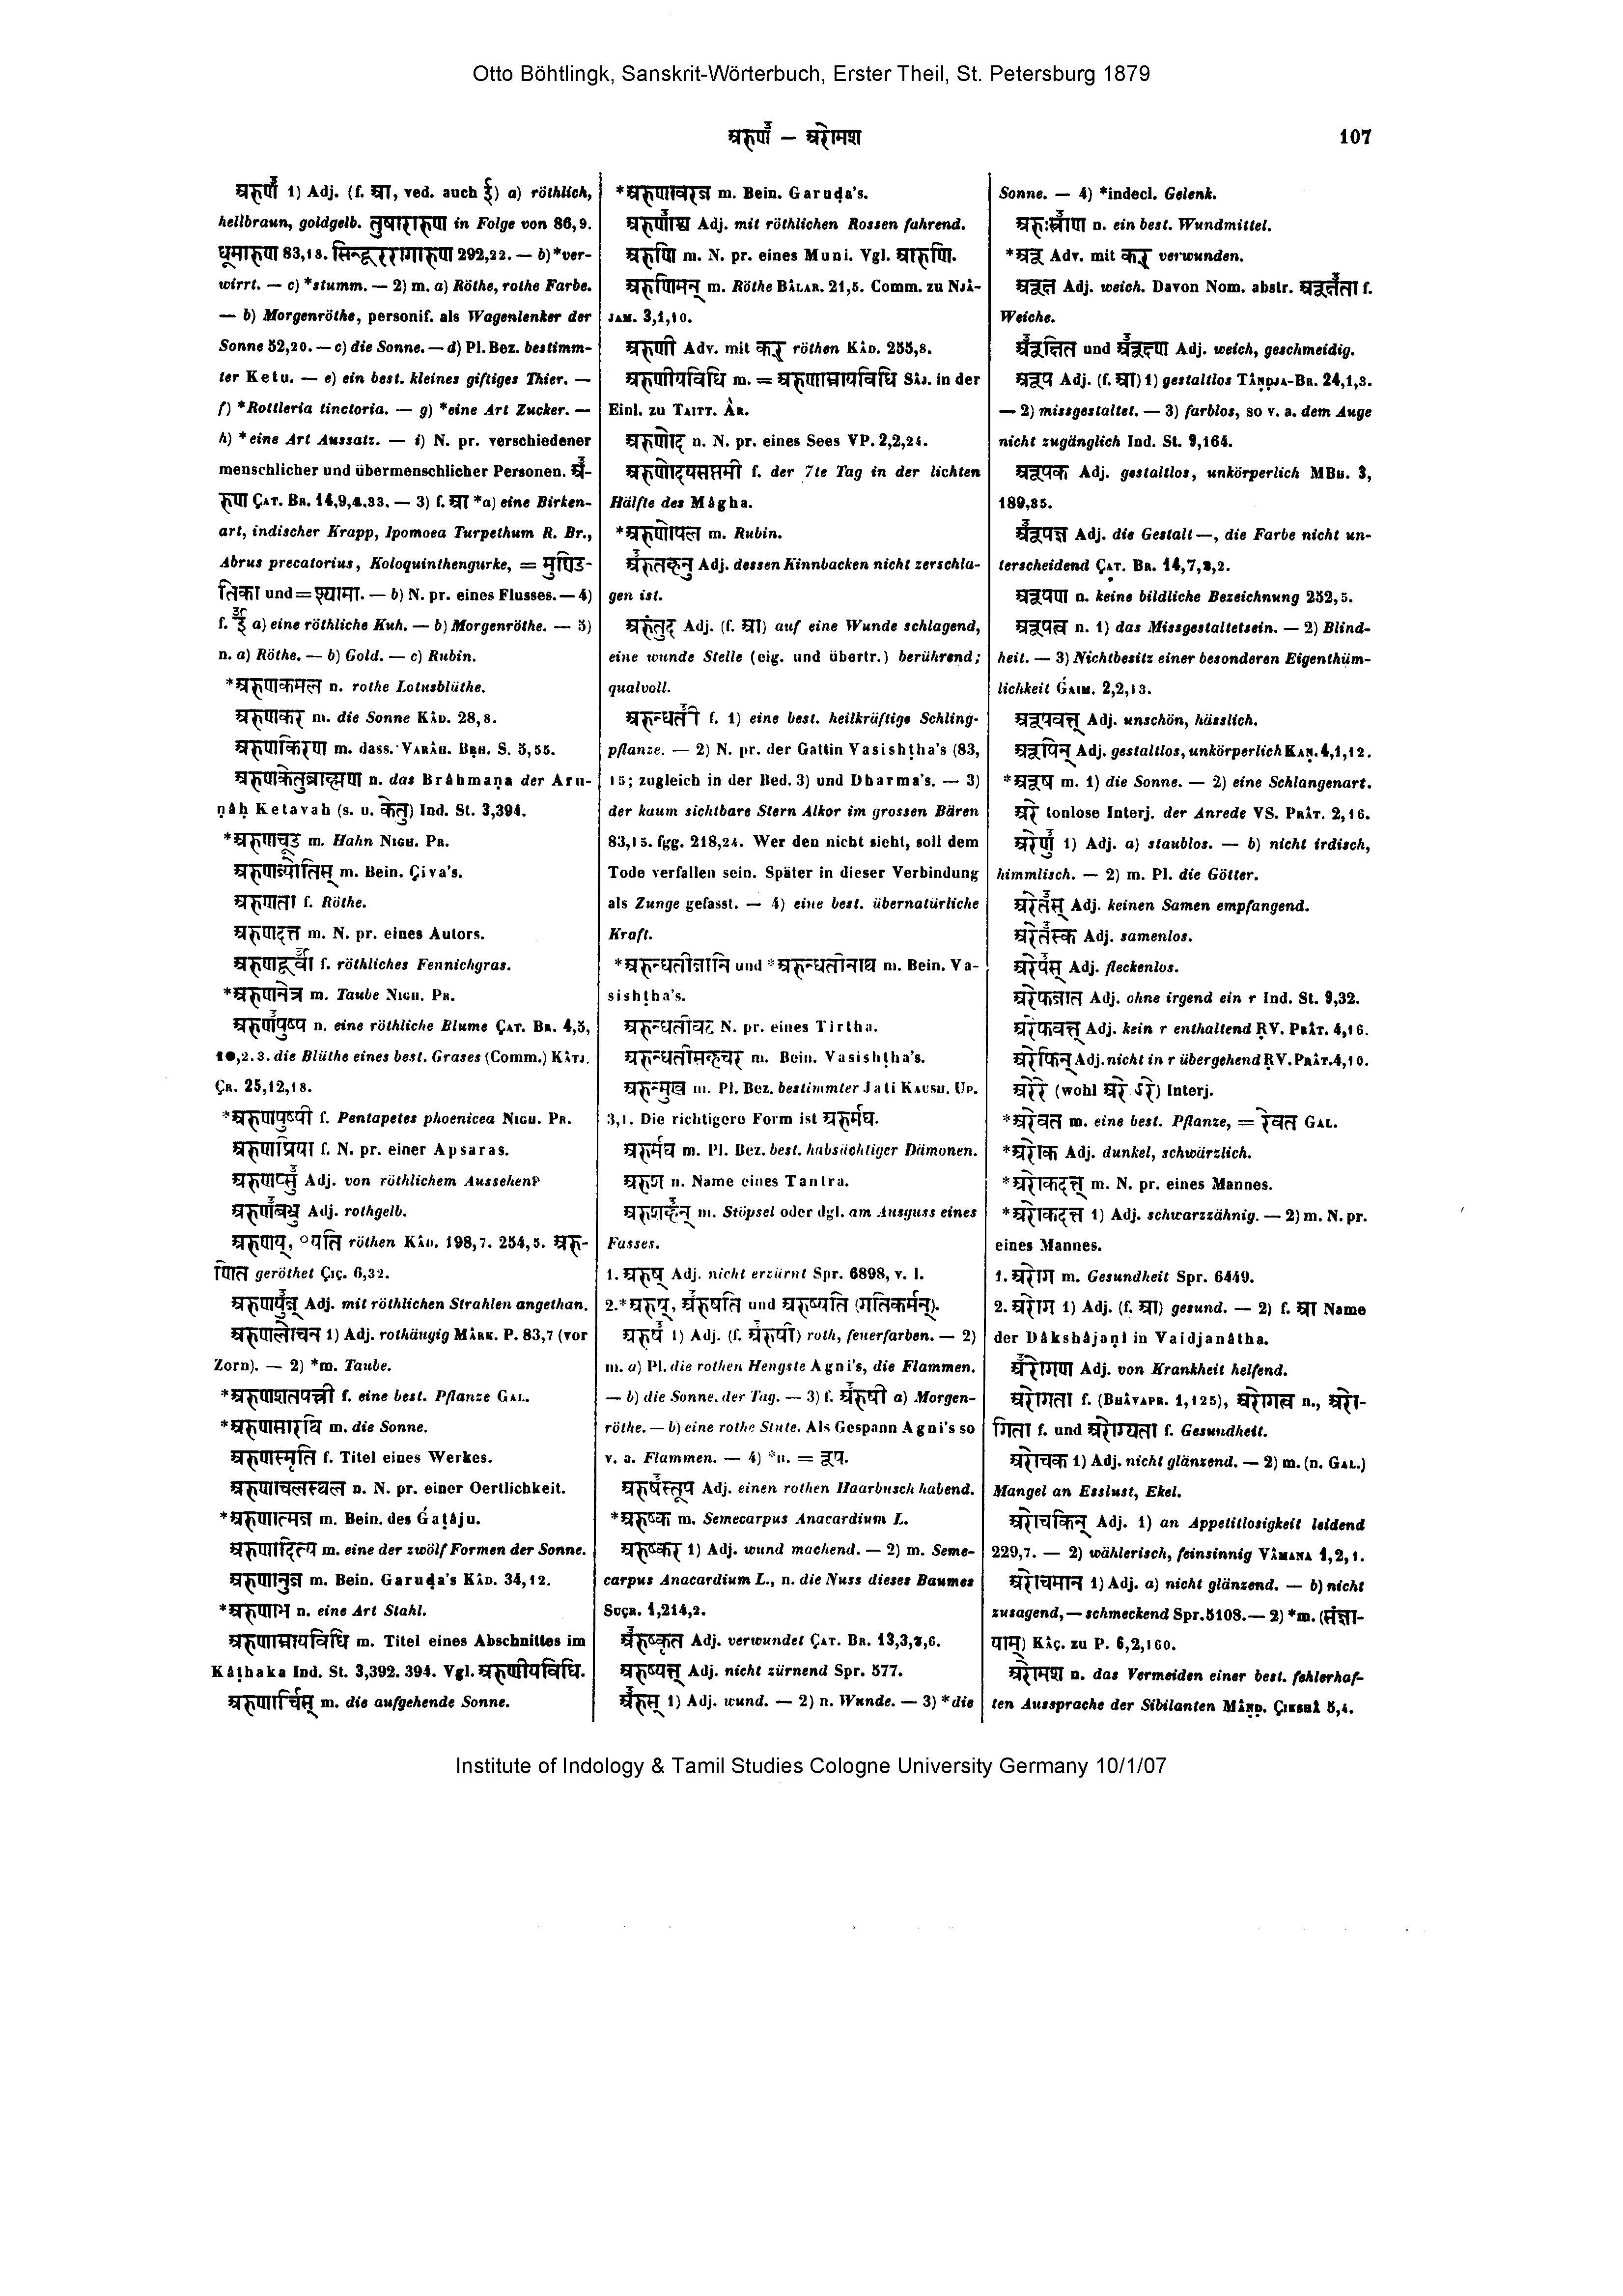 Otto Böhtlingk, Sanskrit-Wörterbuch, Erster Theil, St. Petersburg 1879
अरुणꣳ — अरोमश 107
अरुण 1) Adj. (f. आ, ved. auch ई) a) röthlich,
hellbraun, goldgelb. तुषारारुण in Folge von 86,9.
धूमारुण 83,18. सिन्दूररागारुण 292,22. — b) *ver-
wirrt. — c) *stumm. — 2) m. a) Röthe, rothe Farbe.
— b) Morgenröthe, personif. als Wagenlenker der
Sonne 52,20. — c) die Sonne. — d) Pl. Bez. bestimm-
ter Ketu. — e) ein best. kleines giftiges Thier. —
f) *Rottleria tinctoria. — g) *eine Art Zucker. —
h) *eine Art Aussatz. — i) N. pr. verschiedener
menschlicher und übermenschlicher Personen. अ-
रुण ÇAT. BR. 14,9,4,33. — 3) f. आ *a) eine Birken-
art, indischer Krapp, Ipomoea Turpethum R. Br.,
Abrus precatorius, Koloquinthengurke, = मुण्डि-
तिका und = श्यामा. — b) N. pr. eines Flusses. — 4)
f. ई a) eine röthliche Kuh. — b) Morgenröthe. — 5)
n. a) Röthe. — b) Gold. — c) Rubin.
*अरुणकमल n. rothe Lotusblüthe.
अरुणकर m. die Sonne KÂD. 28,8.
अरुणकिरण m. dass. VARÂH. BṚH. S. 5,55.
अरुणकेतुब्राह्मण n. das Brâhmaṇa der Aru-
ṇâḥ Ketavaḥ (s. u. केतु) Ind. St. 3,394.
*अरुणचूड m. Hahn NIGH. PR.
अरुणज्योतिस् m. Bein. Çiva's.
अरुणता f. Röthe.
अरुणदत्त m. N. pr. eines Autors.
अरुणदूर्वा f. röthliches Fennichgras.
*अरुणनेत्र m. Taube NIGH. PR.
अरुणपुष्प n. eine röthliche Blume ÇAT. BR. 4,5,
10,2.3. die Blüthe eines best. Grases (Comm.) KÂTJ.
ÇR. 25,12,18.
*अरुणपुष्पी f. Pentapetes phoenicea NIGH. PR.
अरुणप्रिया f. N. pr. einer Apsaras.
अरुणप्सु Adj. von röthlichem Aussehen?
अरुणबभ्रु Adj. rothgelb.
अरुणय्, °यति röthen KÂD. 198,7. 254,5. अरु-
णित geröthet ÇIÇ. 6,32.
अरुणयुज् Adj. mit röthlichen Strahlen angethan.
अरुणलोचन 1) Adj. rothäugig MÂRK. P. 83,7 (vor
Zorn). — 2) *m. Taube.
*अरुणशतपत्त्री f. eine best. Pflanze GAL.
*अरुणसारथि m. die Sonne.
अरुणस्मृति f. Titel eines Werkes.
अरुणाचलस्थल n. N. pr. einer Oertlichkeit.
*अरुणात्मज m. Bein. des Ǵaṭâju.
अरुणादित्य m. eine der zwölf Formen der Sonne.
अरुणानुज m. Bein. Garuḍa's KÂD. 34,12.
*अरुणाभ n. eine Art Stahl.
अरुणाम्नायविधि m. Titel eines Abschnittes im
Kâṭhaka Ind. St. 3,392. 394. Vgl. अरुणीयविधि.
अरुणार्चिस् m. die aufgehende Sonne.
*अरुणावरज m. Bein. Garuḍa's.
अरुणाश्व Adj. mit röthlichen Rossen fahrend.
अरुणि m. N. pr. eines Muni. Vgl. आरुणि.
अरुणिमन् m. Röthe BÂLAR. 21,5. Comm. zu NJÂ-
JAM. 3,1,10.
अरुणी Adv. mit कर् röthen KÂD. 255,8.
अरुणीयविधि m. = अरुणाम्नायविधि SÂJ. in der
Einl. zu TAITT. ÂR.
अरुणोद n. N. pr. eines Sees VP. 2,2,24.
अरुणोदयसप्तमी f. der 7te Tag in der lichten
Hälfte des Mâgha.
*अरुणोपल m. Rubin.
अरुतहनु Adj. dessen Kinnbacken nicht zerschla-
gen ist.
अरुंतुद Adj. (f. आ) auf eine Wunde schlagend,
eine wunde Stelle (eig. und übertr.) berührend;
qualvoll.
अरुन्धती f. 1) eine best. heilkräftige Schling-
pflanze. — 2) N. pr. der Gattin Vasishṭha's (83,
15; zugleich in der Bed. 3) und Dharma's. — 3)
der kaum sichtbare Stern Alkor im grossen Bären
83,15. fgg. 218,24. Wer den nicht sieht, soll dem
Tode verfallen sein. Später in dieser Verbindung
als Zunge gefasst. — 4) eine best. übernatürliche
Kraft.
*अरुन्धतीजानि und *अरुन्धतीनाथ m. Bein. Va-
sishṭha's.
अरुन्धतीवट N. pr. eines Tîrtha.
अरुन्धतीसहचर m. Bein. Vasishṭha's.
अरुन्मुख m. Pl. Bez. bestimmter Jati KAUSH. UP.
3,1. Die richtigere Form ist अरुर्मघ.
अरुर्मघ m. Pl. Bez. best. habsüchtiger Dämonen.
अरुश n. Name eines Tantra.
अरुशहन् m. Stöpsel oder dgl. am Ausguss eines
Fasses.
1. अरुष् Adj. nicht erzürnt Spr. 6898, v. l.
2.*अरुष्, अरुषति und अरुष्यति (गतिकर्मन्).
अरुष 1) Adj. (f. अरुषी) roth, feuerfarben. — 2)
m. a) Pl. die rothen Hengste Agni's, die Flammen.
— b) die Sonne, der Tag. — 3) f. अरुषी a) Morgen-
röthe. — b) eine rothe Stute. Als Gespann Agni's so
v. a. Flammen. — 4) *n. = रूप.
अरुषस्तूप Adj. einen rothen Haarbusch habend.
*अरुष्क m. Semecarpus Anacardium L.
अरुष्कर 1) Adj. wund machend. — 2) m. Seme-
carpus Anacardium L., n. die Nuss dieses Baumes
SUÇR. 1,214,2.
अरुष्कृत Adj. verwundet ÇAT. BR. 13,3,8,6.
अरुष्यत् Adj. nicht zürnend Spr. 577.
अरुस् 1) Adj. wund. — 2) n. Wunde. — 3) *die
Sonne. — 4) *indecl. Gelenk.
अरुःस्राण n. ein best. Wundmittel.
*अरू Adv. mit कर् verwunden.
अरूक्ष Adj. weich. Davon Nom. abstr. अरूक्षता f.
Weiche.
अरूक्षित und अरूक्ष्ण Adj. weich, geschmeidig.
अरूप Adj. (f. आ) 1) gestaltlos TÂṆḌJA-BR. 24,1,3.
— 2) missgestaltet. — 3) farblos, so v. a. dem Auge
nicht zugänglich Ind. St. 9,164.
अरूपक Adj. gestaltlos, unkörperlich MBH. 3,
189,35.
अरूपज्ञ Adj. die Gestalt —, die Farbe nicht un-
terscheidend ÇAT. BR. 14,7,2,2.
अरूपण n. keine bildliche Bezeichnung 252,5.
अरूपत्व n. 1) das Missgestaltetsein. — 2) Blind-
heit. — 3) Nichtbesitz einer besonderen Eigenthüm-
lichkeit ǴAIM. 2,2,13.
अरूपवत् Adj. unschön, hässlich.
अरूपिन् Adj. gestaltlos, unkörperlich KAṆ. 4,1,12.
*अरूष m. 1) die Sonne. — 2) eine Schlangenart.
अरे tonlose Interj. der Anrede VS. PRÂT. 2,16.
अरेणु 1) Adj. a) staublos. — b) nicht irdisch,
himmlisch. — 2) m. Pl. die Götter.
अरेतस् Adj. keinen Samen empfangend.
अरेतस्क Adj. samenlos.
अरेपस् Adj. fleckenlos.
अरेफजात Adj. ohne irgend ein r Ind. St. 9,32.
अरेफवत् Adj. kein r enthaltend ṚV. PRÂT. 4,16.
अरेफिन् Adj. nicht in r übergehend ṚV. PRÂT. 4,10.
अरेरे (wohl अरे ऽरे) Interj.
*अरेवत m. eine best. Pflanze, = रेवत GAL.
*अरोक Adj. dunkel, schwärzlich.
*अरोकदत् m. N. pr. eines Mannes.
*अरोकदत्त 1) Adj. schwarzzähnig. — 2) m. N. pr.
eines Mannes.
1. अरोग m. Gesundheit Spr. 6449.
2. अरोग 1) Adj. (f. आ) gesund. — 2) f. आ Name
der Dâkshâjaṇî in Vaidjanâtha.
अरोगण Adj. von Krankheit helfend.
अरोगता f. (BHÂVAPR. 1,125), अरोगत्व n., अरो-
गिता f. und अरोग्यता f. Gesundheit.
अरोचक 1) Adj. nicht glänzend. — 2) m. (n. GAL.)
Mangel an Esslust, Ekel.
अरोचकिन् Adj. 1) an Appetitlosigkeit leidend
229,7. — 2) wählerisch, feinsinnig VÂMANA 1,2,1.
अरोचमान 1) Adj. a) nicht glänzend. — b) nicht
zusagend, — schmeckend Spr. 5108. — 2) *m. (संज्ञा-
याम्) KÂÇ. zu P. 6,2,160.
अरोमश n. das Vermeiden einer best. fehlerhaf-
ten Aussprache der Sibilanten MÂṆḌ. ÇIKSHÂ 5,4.
Institute of Indology & Tamil Studies Cologne University Germany 10/1/07